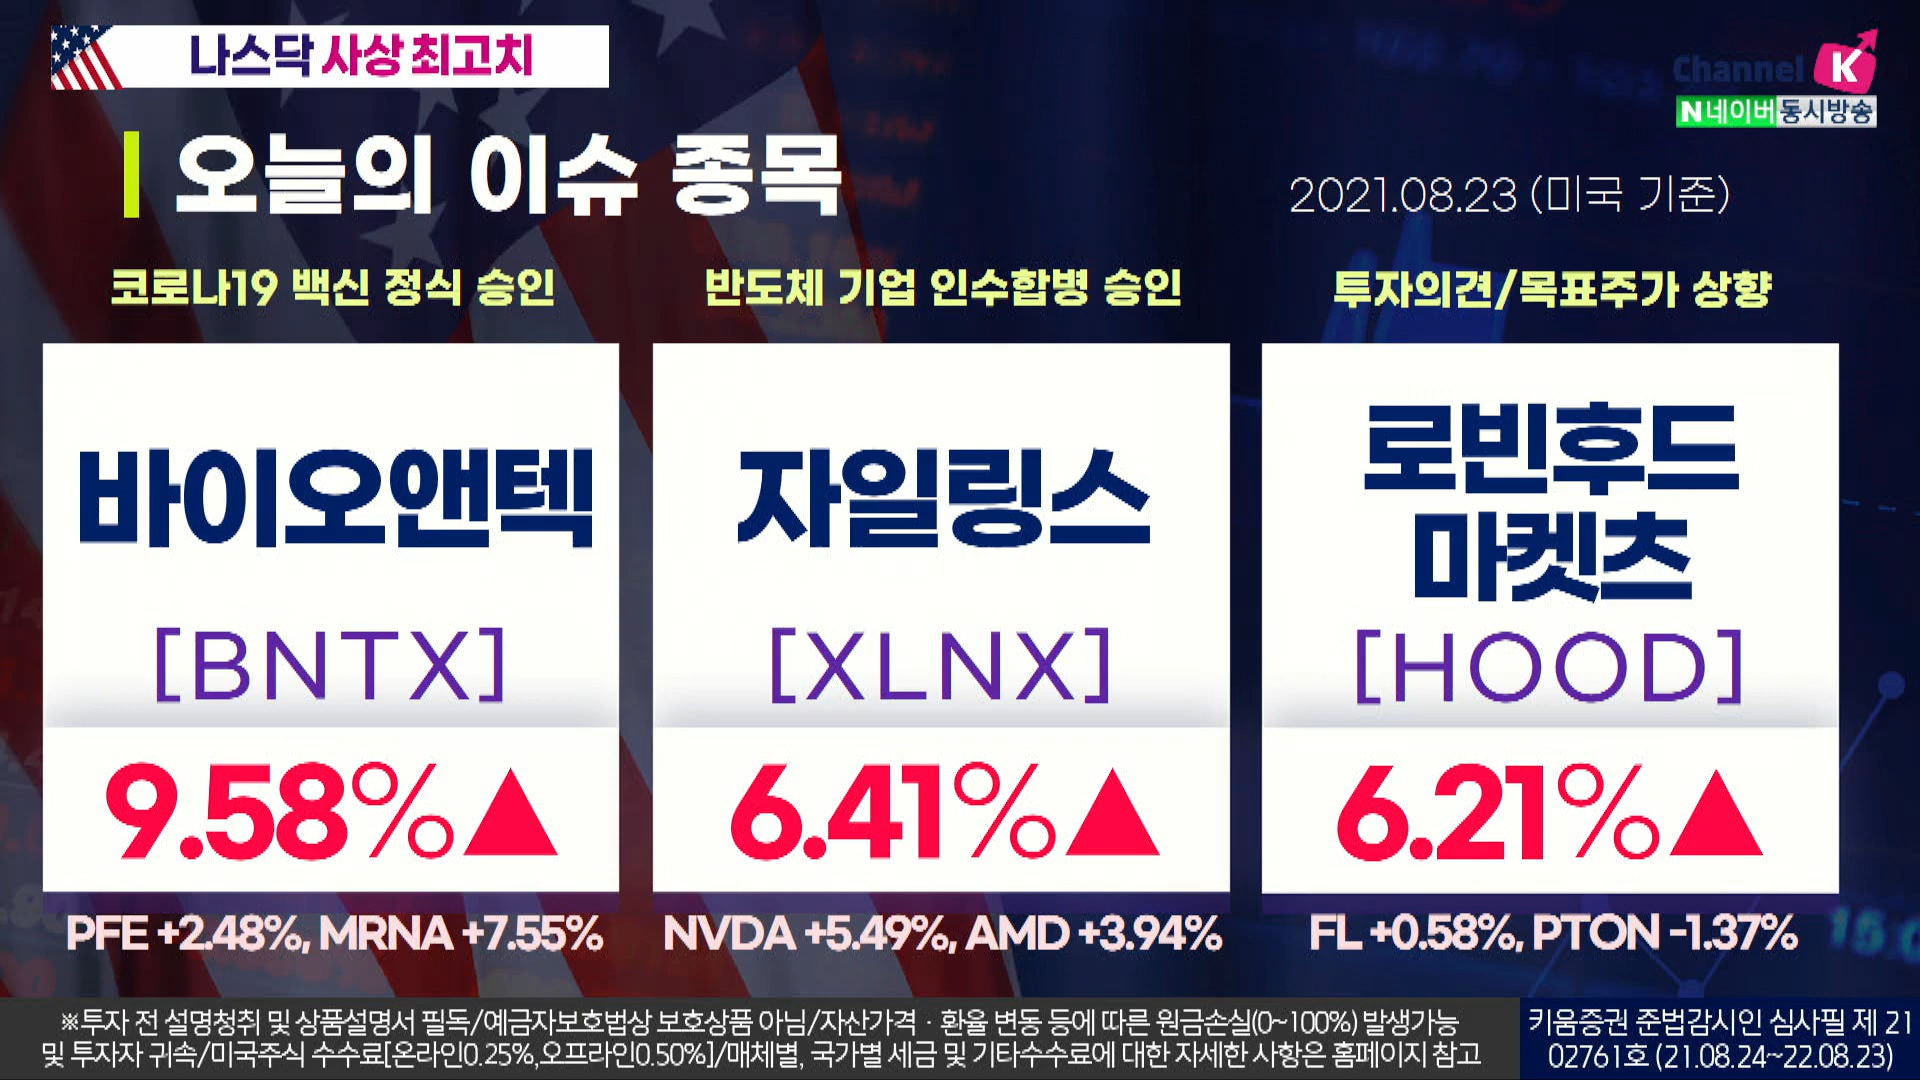 나스닥 사상 최고치
Channel K
N 네이버 동시방송
오늘의 이슈 종목
2021.08.23 (미국 기준)
코로나19 백신 정식 승인
반도체 기업 인수합병 승인
투자의견/목표주가 상향
바이오앤텍
[BNTX]
9.58%▲
PFE +2.48%, MRNA +7.55%
자일링스
[XLNX]
6.41%▲
NVDA +5.49%, AMD +3.94%
로빈후드
마켓츠
[HOOD]
6.21%▲
FL +0.58%, PTON -1.37%
※투자 전 설명청취 및 상품설명서 필독/예금자보호법상 보호상품 아님/자산가격·환율 변동 등에 따른 원금손실(0~100%) 발생가능
및 투자자 귀속/미국주식 수수료[온라인0.25%,오프라인0.50%]/매체별, 국가별 세금 및 기타수수료에 대한 자세한 사항은 홈페이지 참고
키움증권 준법감시인 심사필 제 21
02761호 (21.08.24~22.08.23)